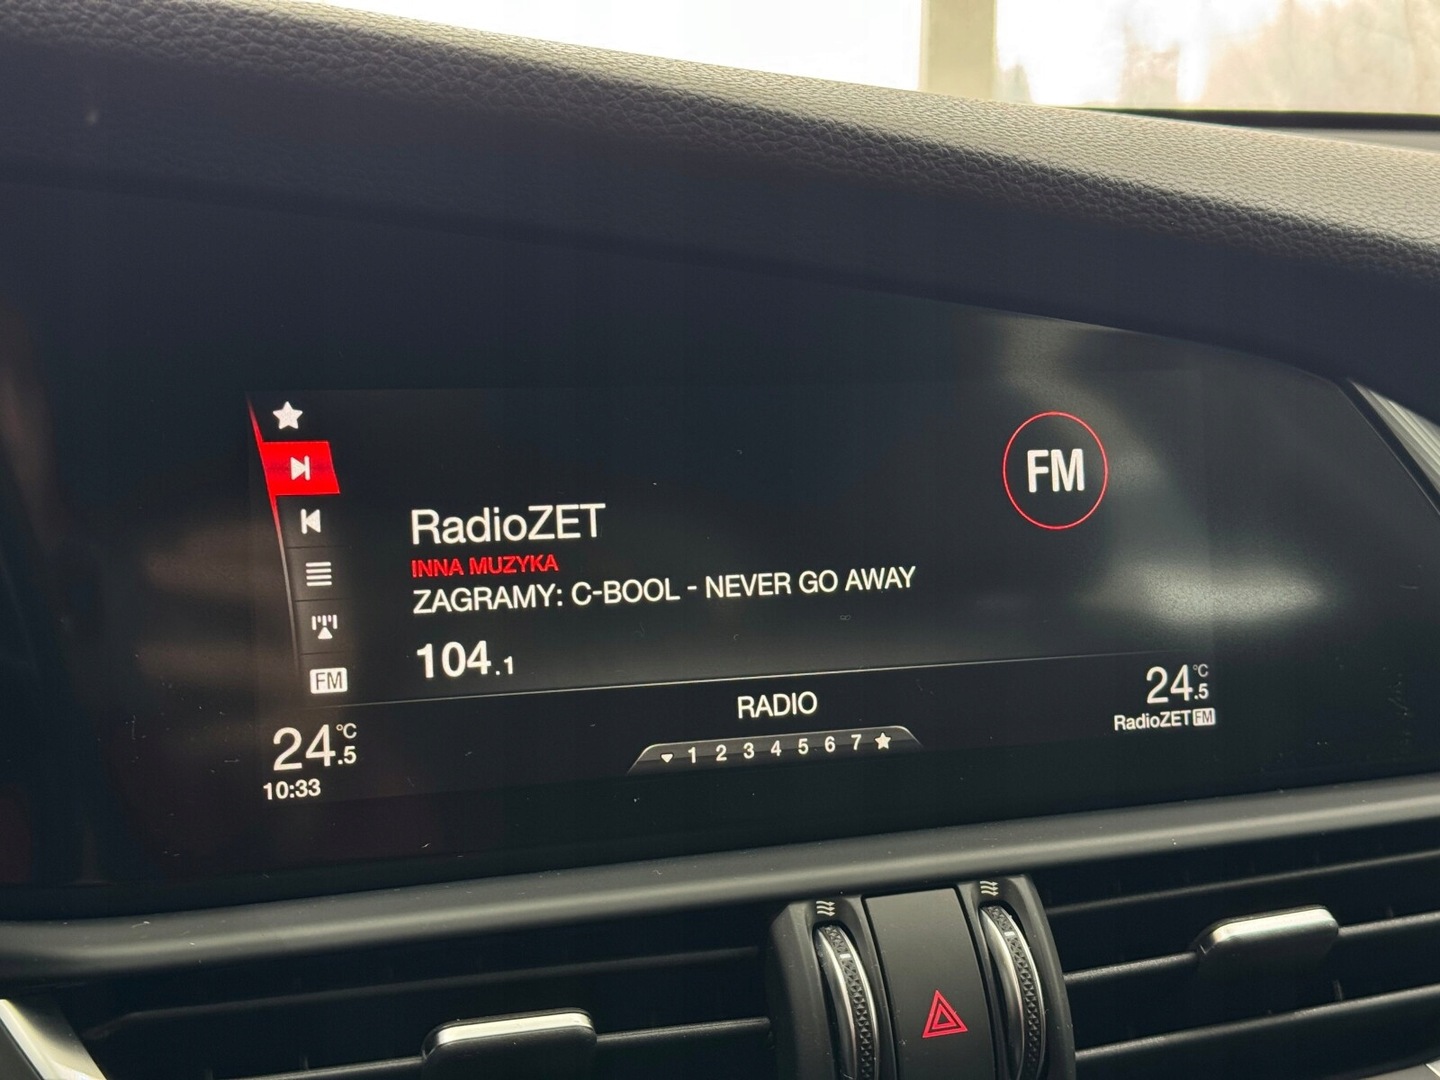 FM
RadioZET
INNA MUZYKA
ZAGRAMY: C-BOOL - NEVER GO AWAY
104.1
FM
RADIO
24.5 °C
10:33
1 2 3 4 5 6 7
24.5 °C
RadioZET FM